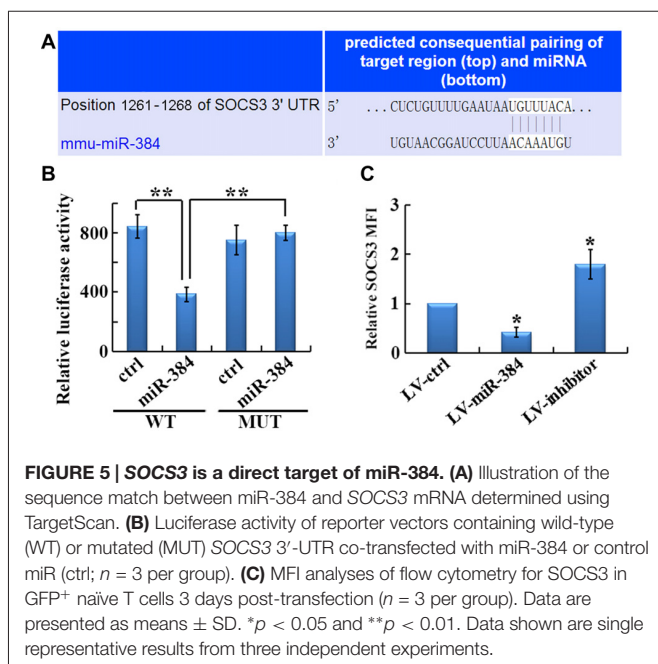 A
predicted consequential pairing of
target region (top) and miRNA
(bottom)
Position 1261-1268 of SOCS3 3' UTR 5' ...CUCUGUUUUGAAUAAUGUUUACA...
mmu-miR-384 3' UGUAACGGAUCCUUAACAAAUGU
B
Relative luciferase activity
800
400
0
** **
ctrl miR-384 ctrl miR-384
WT MUT
C
Relative SOCS3 MFI
3
2
1
0
* *
LV-ctrl LV-miR-384 LV-inhibitor
FIGURE 5 | SOCS3 is a direct target of miR-384. (A) Illustration of the
sequence match between miR-384 and SOCS3 mRNA determined using
TargetScan. (B) Luciferase activity of reporter vectors containing wild-type
(WT) or mutated (MUT) SOCS3 3′-UTR co-transfected with miR-384 or control
miR (ctrl; n = 3 per group). (C) MFI analyses of flow cytometry for SOCS3 in
GFP+ naïve T cells 3 days post-transfection (n = 3 per group). Data are
presented as means ± SD. *p < 0.05 and **p < 0.01. Data shown are single
representative results from three independent experiments.